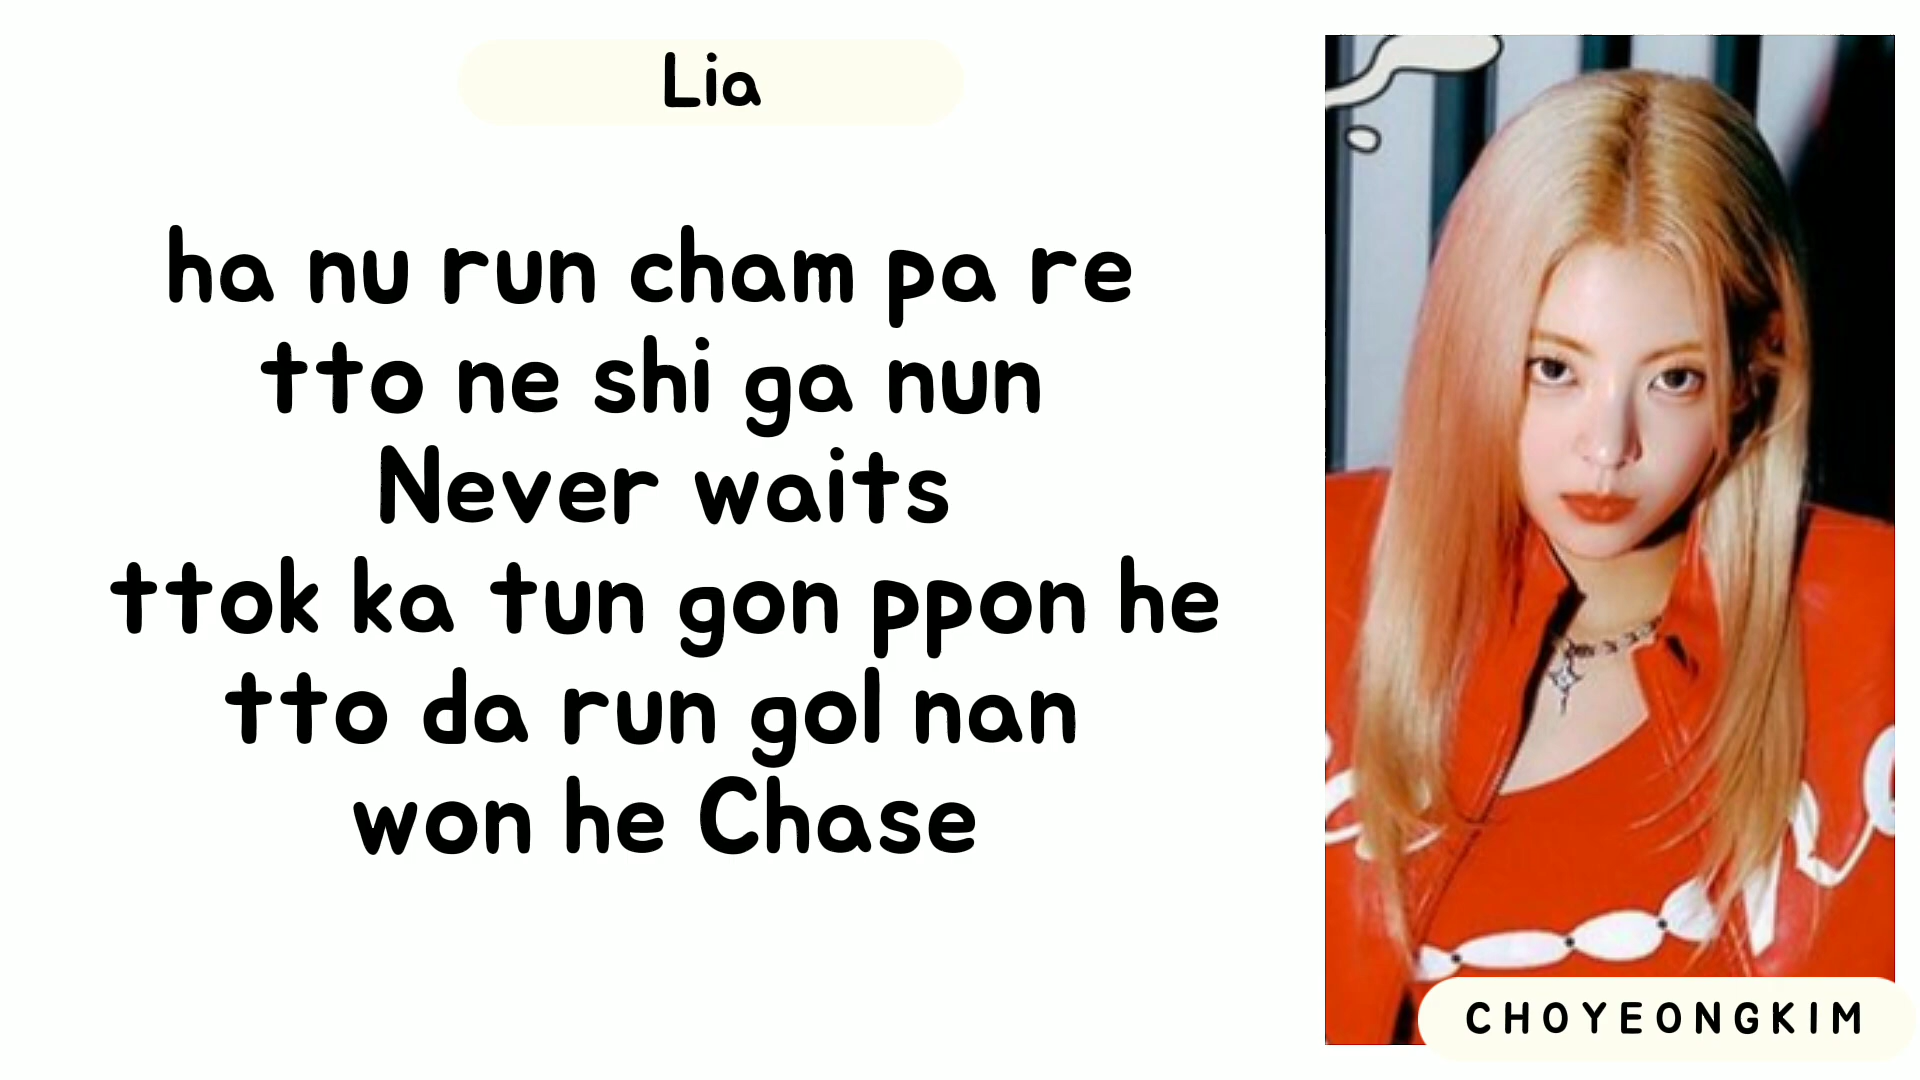 Lia
ha nu run cham pa re
tto ne shi ga nun
Never waits
ttok ka tun gon ppon he
tto da run gol nan
won he Chase
CHOYEONGKIM